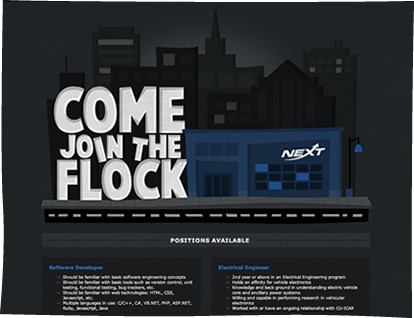 COME
JOIN THE
FLOCK
NEXT
POSITIONS AVAILABLE
Software Developer
Should be familiar with basic software engineering concepts
Should be familiar with basic tools such as version control, unit
testing, functional testing, bug trackers, etc.
Should be familiar with web technologies: HTML, CSS,
Javascript, etc.
Multiple languages in use: C/C++, C#, VB.NET, PHP, ASP.NET,
Ruby, Javascript, Java
Electrical Engineer
2nd year or above in an Electrical Engineering program
Holds an affinity for vehicle electronics
Knowledge and back ground in understanding electric vehicle
core and ancillary power systems
Willing and capable in performing research in vehicular
electronics
Worked with or have an ongoing relationship with CU-ICAR